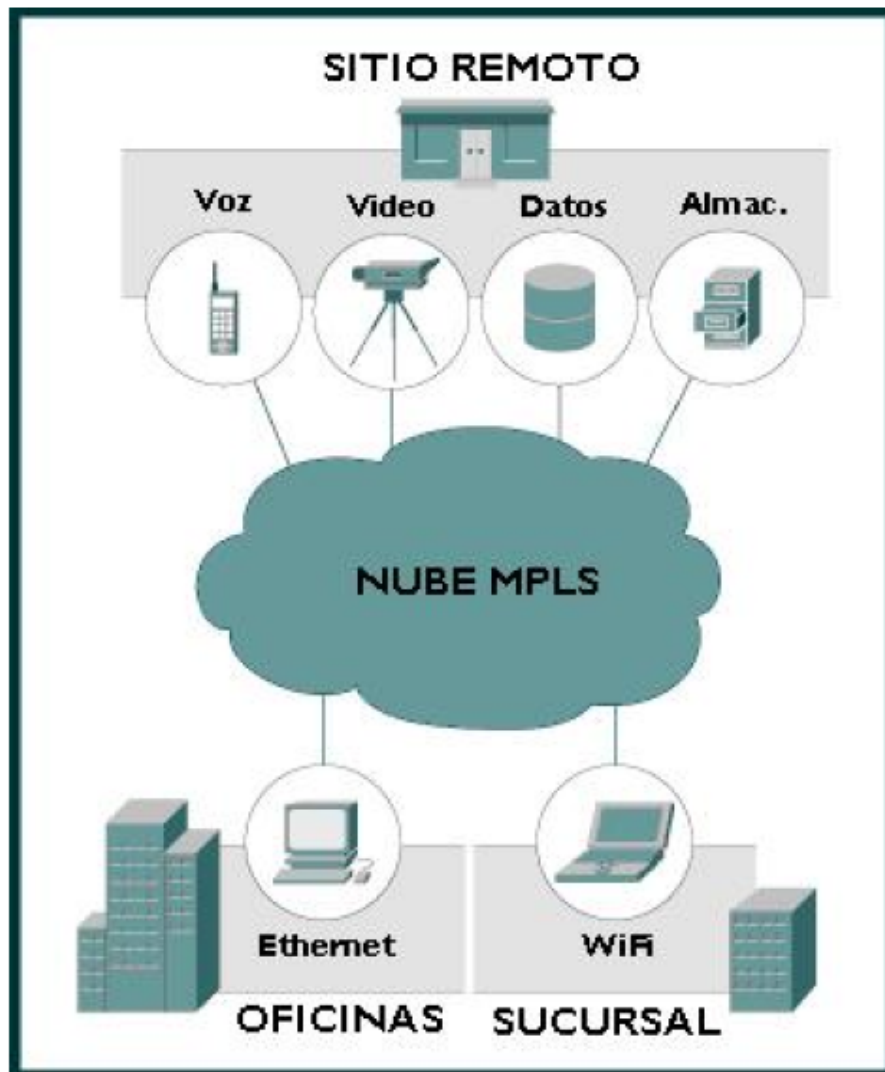 SITIO REMOTO
Voz Video Datos Almac.
NUBE MPLS
Ethernet WiFi
OFICINAS SUCURSAL